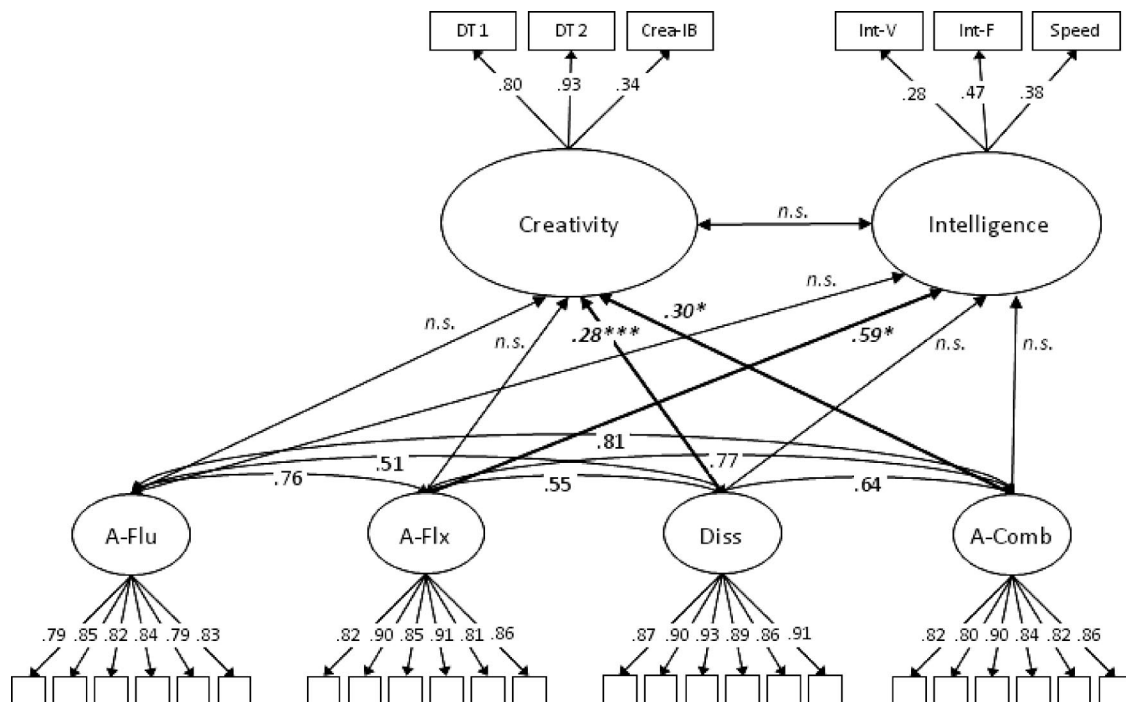 DT 1 DT 2 Crea-IB Int-V Int-F Speed
.80 .93 .34 .28 .47 .38
Creativity n.s. Intelligence
n.s. n.s. .28*** .30* n.s. .59* n.s. n.s.
.81
.76 .51 .55 .77 .64
A-Flu A-Flx Diss A-Comb
.79 .85 .82 .84 .79 .83 .82 .90 .85 .91 .81 .86 .87 .90 .93 .89 .86 .91 .82 .80 .90 .84 .82 .86